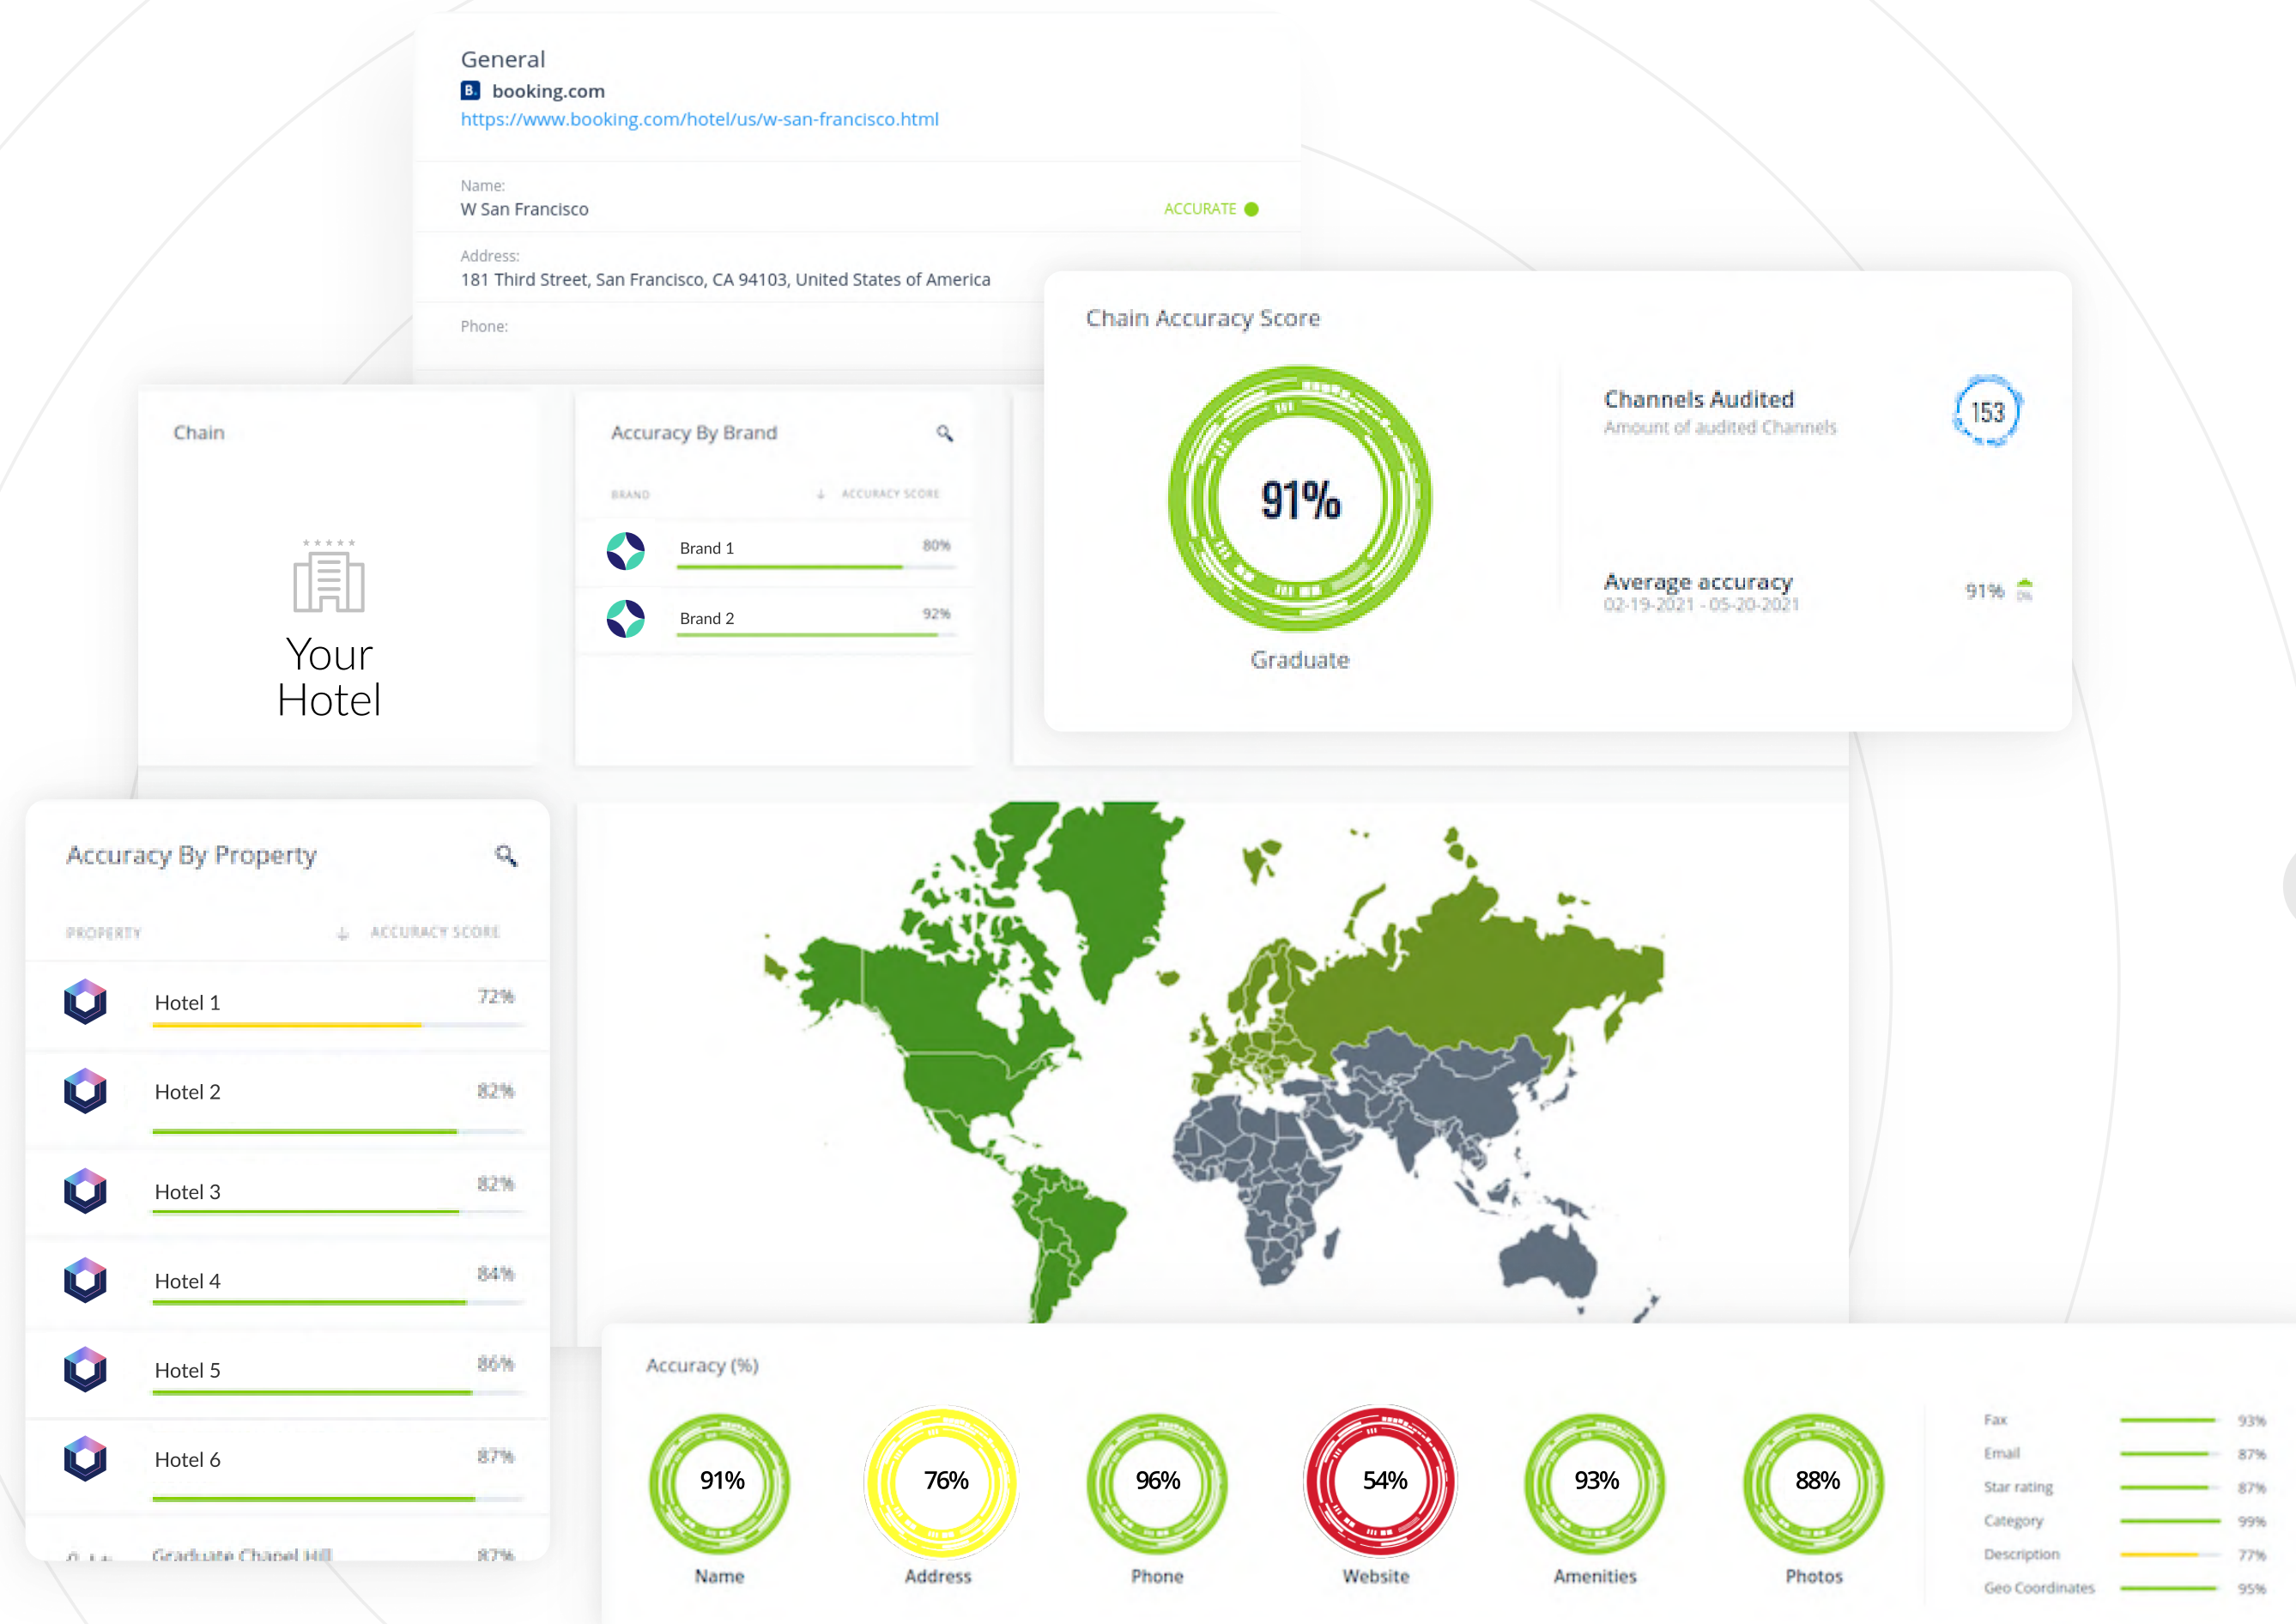 General
B. booking.com
https://www.booking.com/hotel/us/w-san-francisco.html
Name:
W San Francisco
ACCURATE
Address:
181 Third Street, San Francisco, CA 94103, United States of America
Phone:
Chain Accuracy Score
91%
Graduate
Channels Audited
Amount of audited Channels
153
Average accuracy
02-19-2021 - 05-20-2021
91%
0%
Chain
Your
Hotel
Accuracy By Brand
BRAND ↓ ACCURACY SCORE
Brand 1 80%
Brand 2 92%
Accuracy By Property
PROPERTY ↓ ACCURACY SCORE
Hotel 1 72%
Hotel 2 82%
Hotel 3 82%
Hotel 4 84%
Hotel 5 86%
Hotel 6 87%
Graduate Chapel Hill 87%
Accuracy (%)
91%
Name
76%
Address
96%
Phone
54%
Website
93%
Amenities
88%
Photos
Fax 93%
Email 87%
Star rating 87%
Category 99%
Description 77%
Geo Coordinates 95%